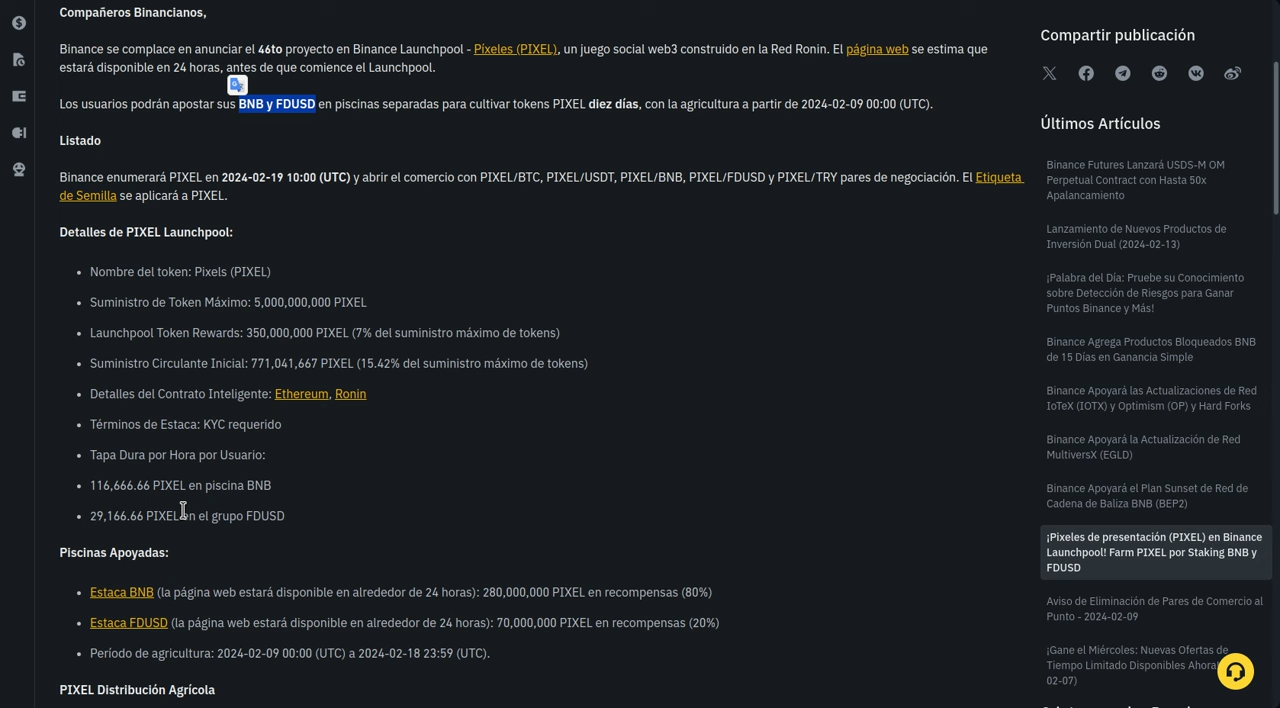 Compañeros Binancianos,
Binance se complace en anunciar el 46to proyecto en Binance Launchpool - Píxeles (PIXEL), un juego social web3 construido en la Red Ronin. El página web se estima que
estará disponible en 24 horas, antes de que comience el Launchpool.
Los usuarios podrán apostar sus BNB y FDUSD en piscinas separadas para cultivar tokens PIXEL diez días, con la agricultura a partir de 2024-02-09 00:00 (UTC).
Listado
Binance enumerará PIXEL en 2024-02-19 10:00 (UTC) y abrir el comercio con PIXEL/BTC, PIXEL/USDT, PIXEL/BNB, PIXEL/FDUSD y PIXEL/TRY pares de negociación. El Etiqueta
de Semilla se aplicará a PIXEL.
Detalles de PIXEL Launchpool:
• Nombre del token: Pixels (PIXEL)
• Suministro de Token Máximo: 5,000,000,000 PIXEL
• Launchpool Token Rewards: 350,000,000 PIXEL (7% del suministro máximo de tokens)
• Suministro Circulante Inicial: 771,041,667 PIXEL (15.42% del suministro máximo de tokens)
• Detalles del Contrato Inteligente: Ethereum, Ronin
• Términos de Estaca: KYC requerido
• Tapa Dura por Hora por Usuario:
• 116,666.66 PIXEL en piscina BNB
• 29,166.66 PIXEL en el grupo FDUSD
Piscinas Apoyadas:
• Estaca BNB (la página web estará disponible en alrededor de 24 horas): 280,000,000 PIXEL en recompensas (80%)
• Estaca FDUSD (la página web estará disponible en alrededor de 24 horas): 70,000,000 PIXEL en recompensas (20%)
• Período de agricultura: 2024-02-09 00:00 (UTC) a 2024-02-18 23:59 (UTC).
PIXEL Distribución Agrícola
Compartir publicación
Últimos Artículos
Binance Futures Lanzará USDS-M OM
Perpetual Contract con Hasta 50x
Apalancamiento
Lanzamiento de Nuevos Productos de
Inversión Dual (2024-02-13)
¡Palabra del Día: Pruebe su Conocimiento
sobre Detección de Riesgos para Ganar
Puntos Binance y Más!
Binance Agrega Productos Bloqueados BNB
de 15 Días en Ganancia Simple
Binance Apoyará las Actualizaciones de Red
IoTeX (IOTX) y Optimism (OP) y Hard Forks
Binance Apoyará la Actualización de Red
MultiversX (EGLD)
Binance Apoyará el Plan Sunset de Red de
Cadena de Baliza BNB (BEP2)
¡Pixeles de presentación (PIXEL) en Binance
Launchpool! Farm PIXEL por Staking BNB y
FDUSD
Aviso de Eliminación de Pares de Comercio al
Punto - 2024-02-09
¡Gane el Miércoles: Nuevas Ofertas de
Tiempo Limitado Disponibles Ahora
02-07)